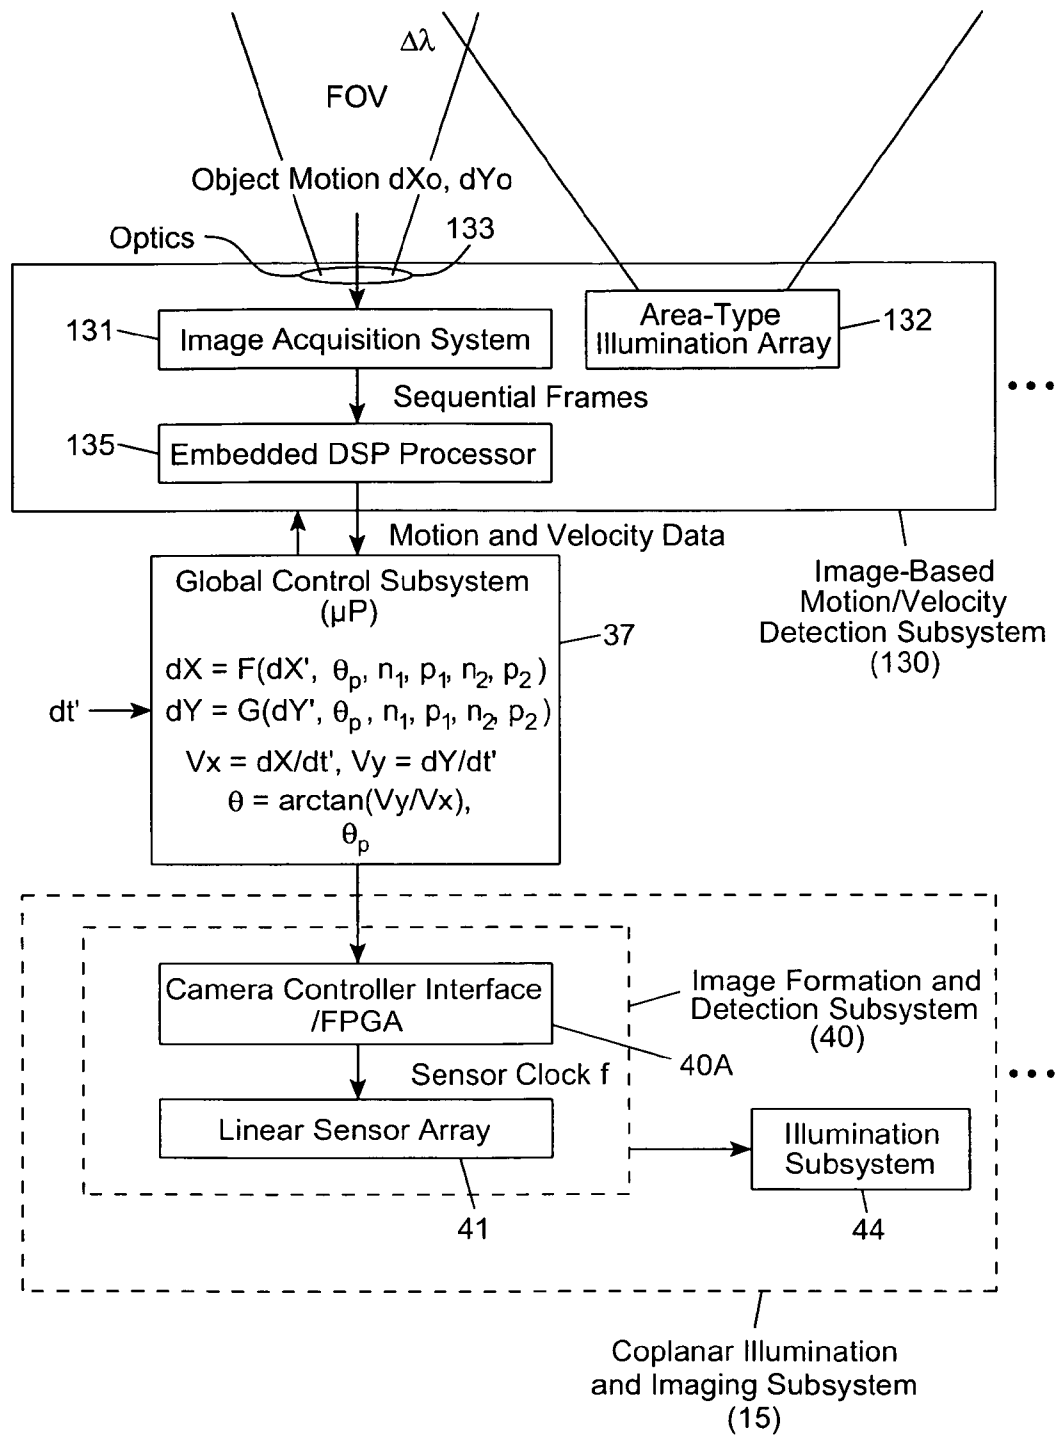 Δλ
FOV
Object Motion dXo, dYo
Optics
133
131
Image Acquisition System
Area-Type
Illumination Array
132
Sequential Frames
135
Embedded DSP Processor
Motion and Velocity Data
Image-Based
Motion/Velocity
Detection Subsystem
(130)
Global Control Subsystem
(µP)
37
dX = F(dX', θp, n1, p1, n2, p2)
dt'
dY = G(dY', θp, n1, p1, n2, p2)
Vx = dX/dt', Vy = dY/dt'
θ = arctan(Vy/Vx),
θp
Camera Controller Interface
/FPGA
Image Formation and
Detection Subsystem
(40)
40A
Sensor Clock f
Linear Sensor Array
41
Illumination
Subsystem
44
Coplanar Illumination
and Imaging Subsystem
(15)